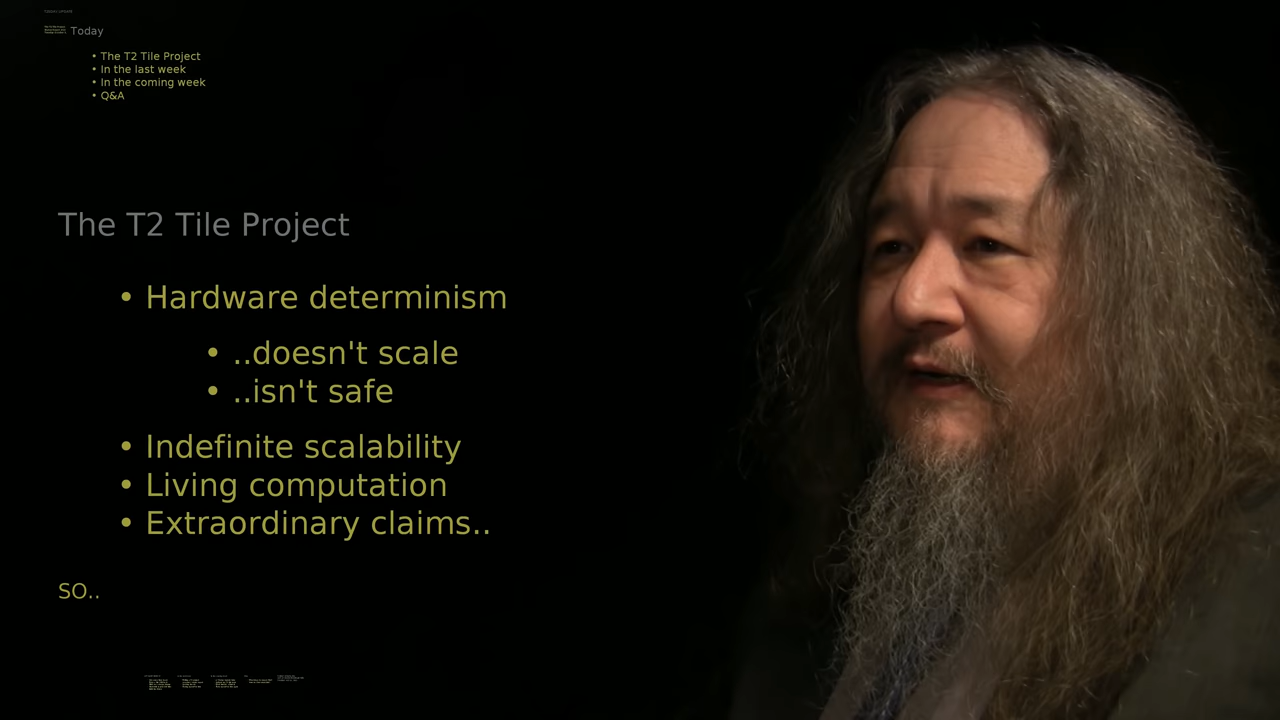 Today
• The T2 Tile Project
• In the last week
• In the coming week
• Q&A
The T2 Tile Project
• Hardware determinism
• ..doesn't scale
• ..isn't safe
• Indefinite scalability
• Living computation
• Extraordinary claims..
SO..